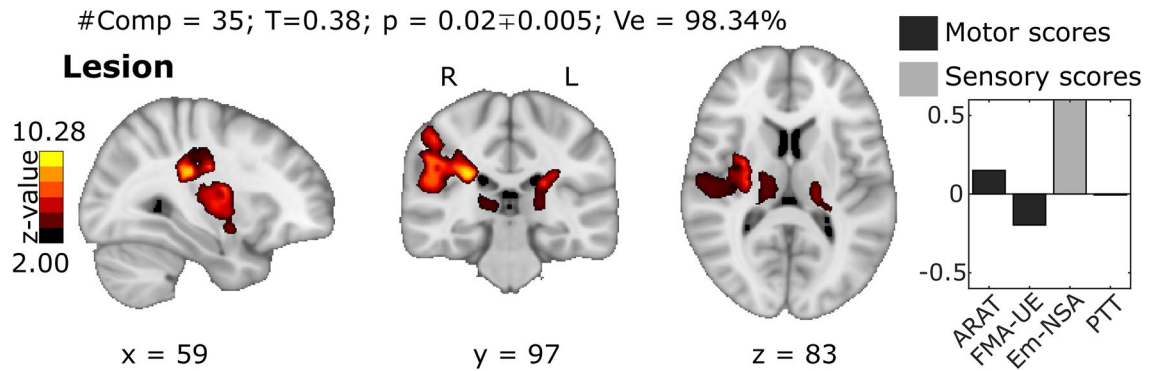 #Comp = 35; T=0.38; p = 0.02∓0.005; Ve = 98.34%
Lesion
R
L
Motor scores
Sensory scores
10.28
z-value
2.00
0.5
0
-0.5
ARAT
FMA-UE
Em-NSA
PTT
x = 59
y = 97
z = 83